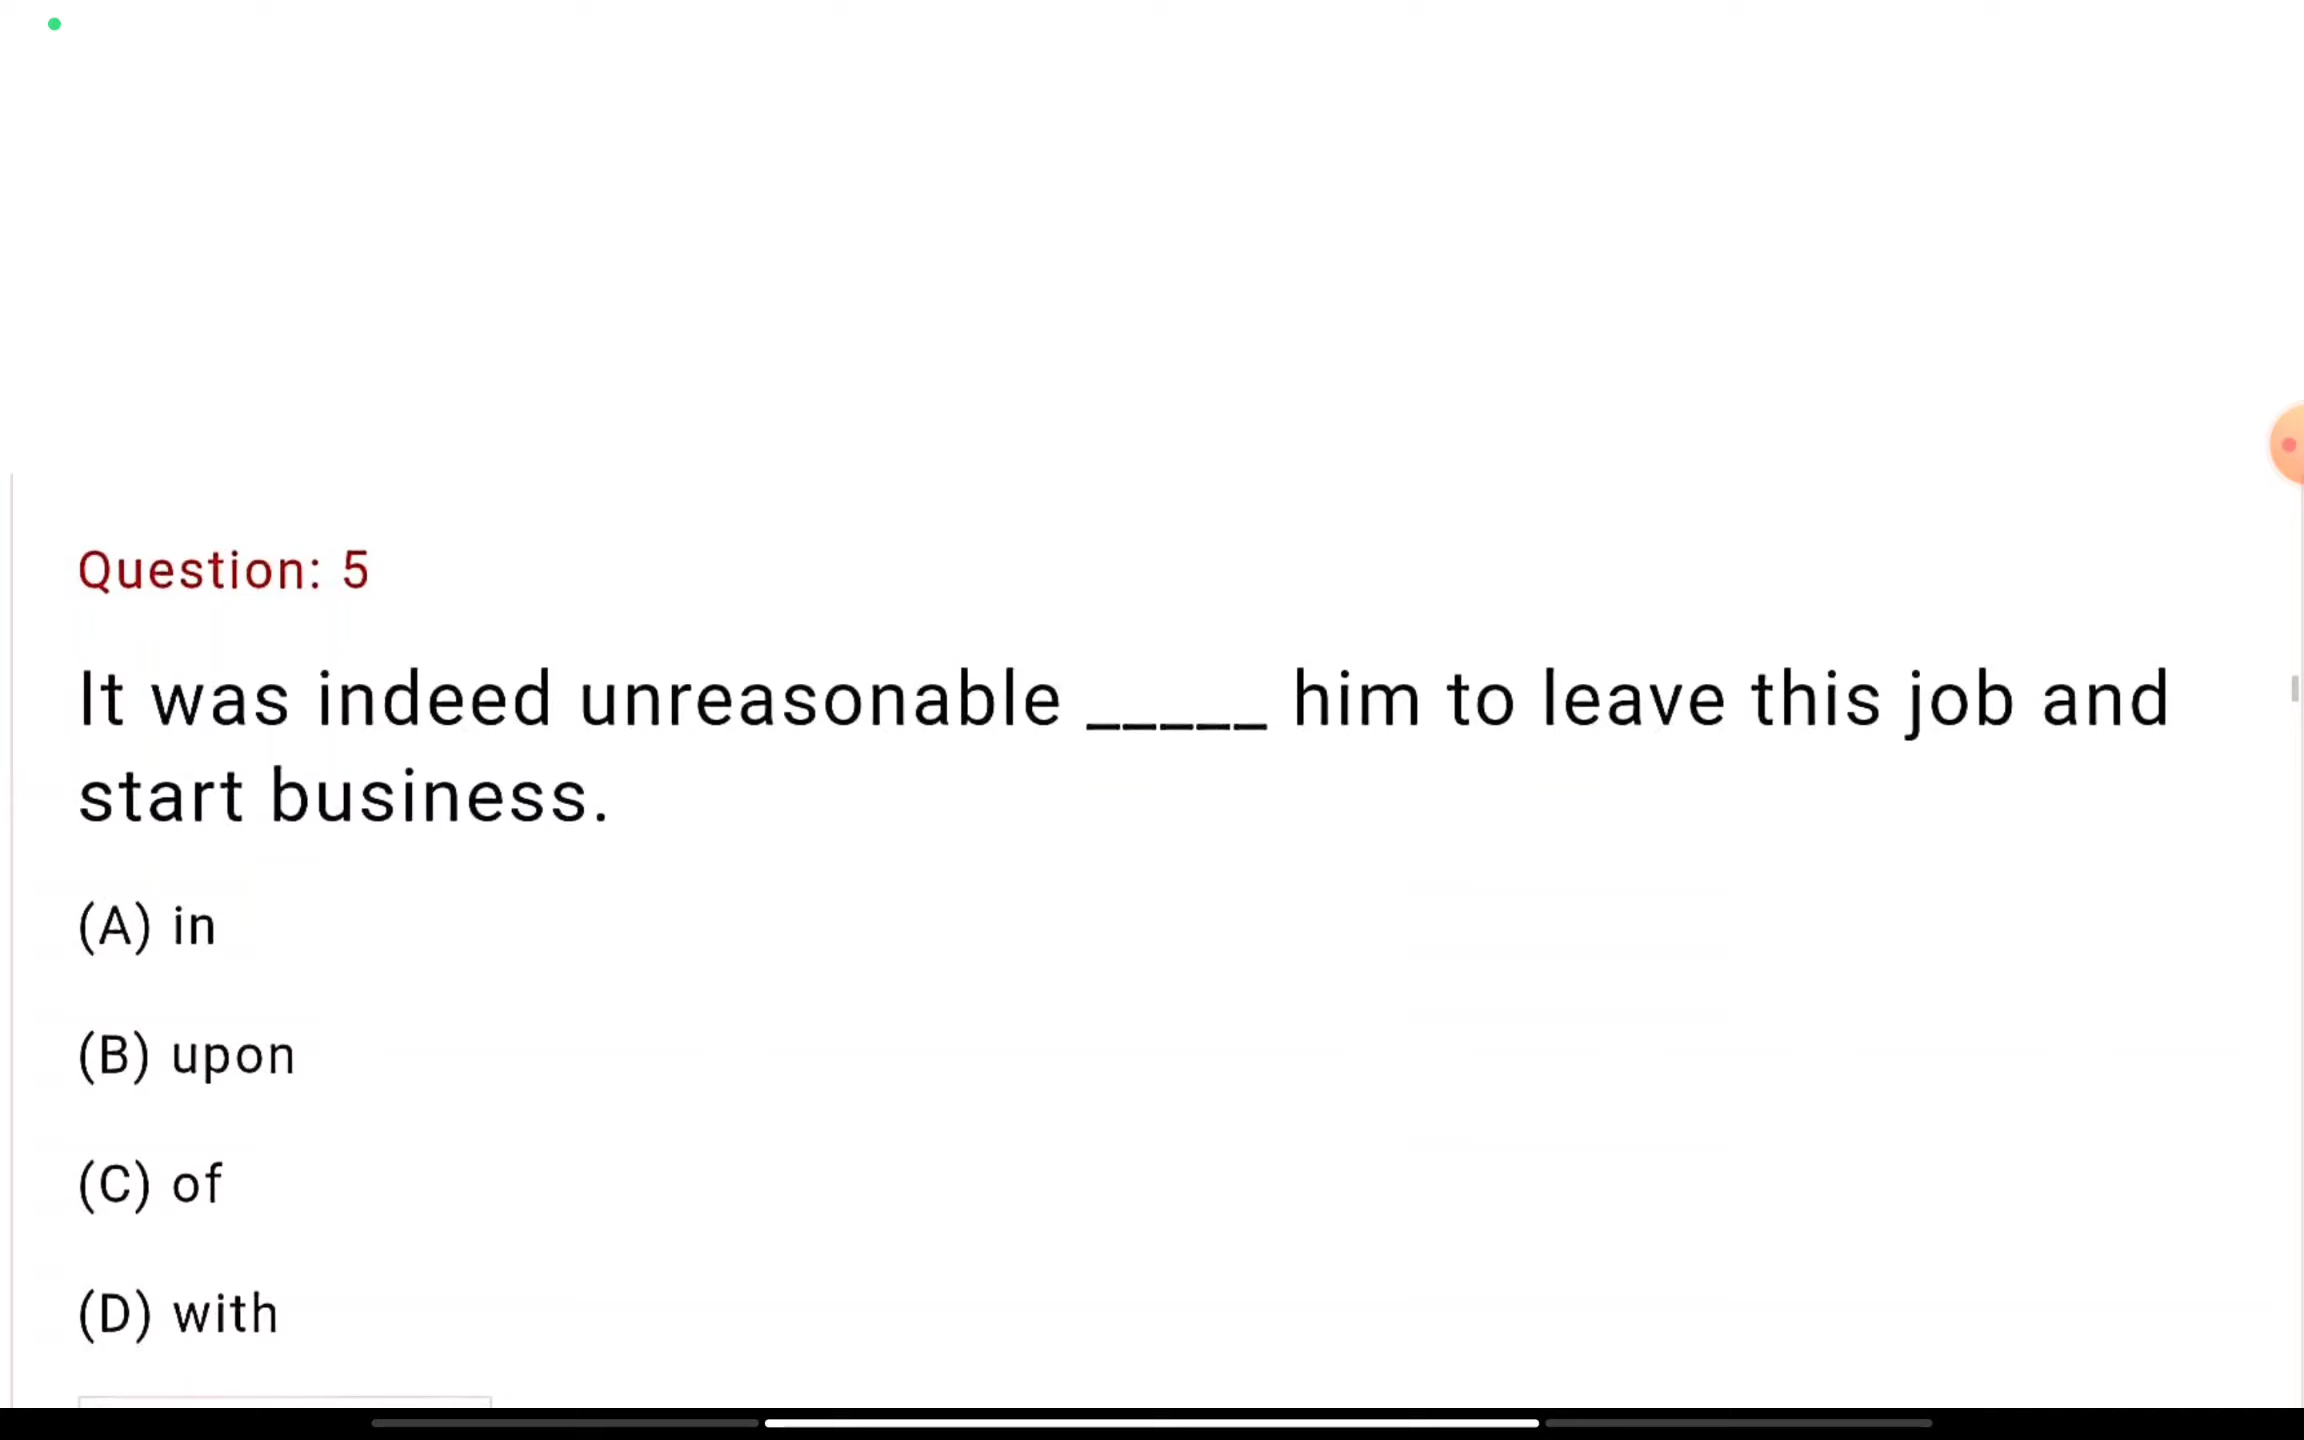 Question: 5
It was indeed unreasonable _____ him to leave this job and
start business.
(A) in
(B) upon
(C) of
(D) with